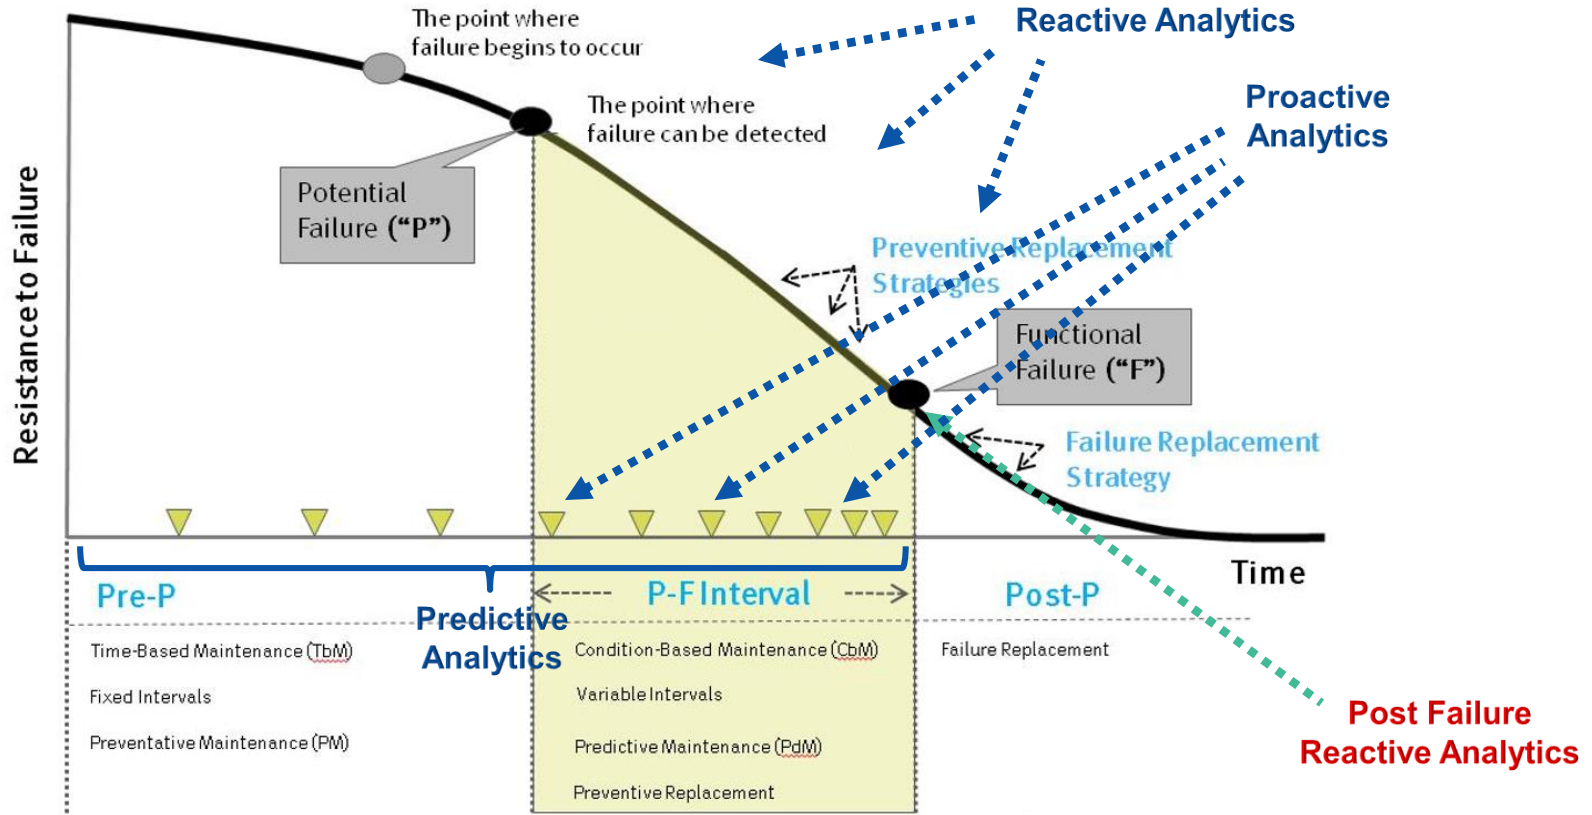 The point where
failure begins to occur
Reactive Analytics
The point where
failure can be detected
Proactive
Analytics
Potential
Failure (“P”)
Resistance to Failure
Preventive Replacement
Strategies
Functional
Failure (“F”)
Failure Replacement
Strategy
Time
Pre-P
P-F Interval
Post-P
Predictive
Analytics
Time-Based Maintenance (TbM)
Fixed Intervals
Preventative Maintenance (PM)
Condition-Based Maintenance (CbM)
Variable Intervals
Predictive Maintenance (PdM)
Preventive Replacement
Failure Replacement
Post Failure
Reactive Analytics